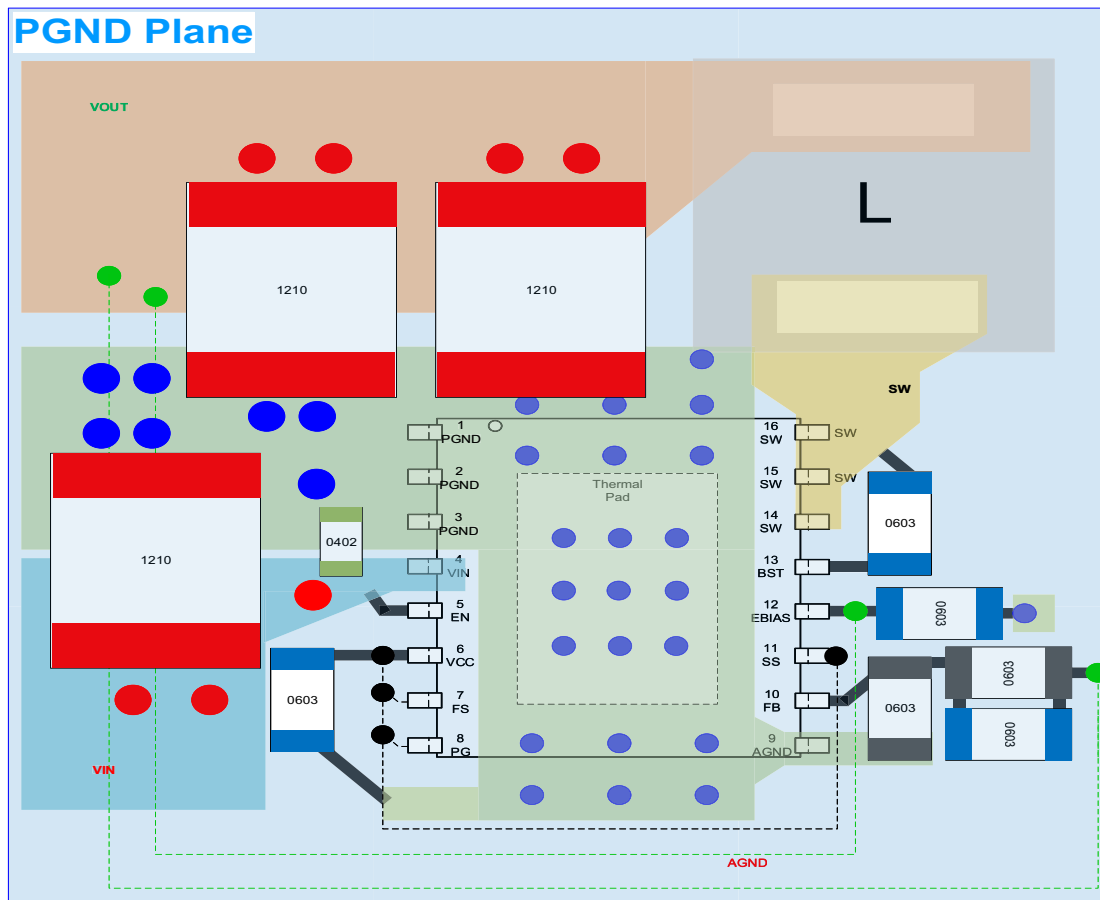 PGND Plane
VOUT
L
1210
1210
SW
1
PGND
16
SW
SW
2
PGND
Thermal
Pad
15
SW
SW
3
PGND
14
SW
0603
0402
1210
4
VIN
13
BST
5
EN
12
EBIAS
0603
6
VCC
11
SS
0603
7
FS
10
FB
0603
0603
0603
8
PG
9
AGND
VIN
AGND